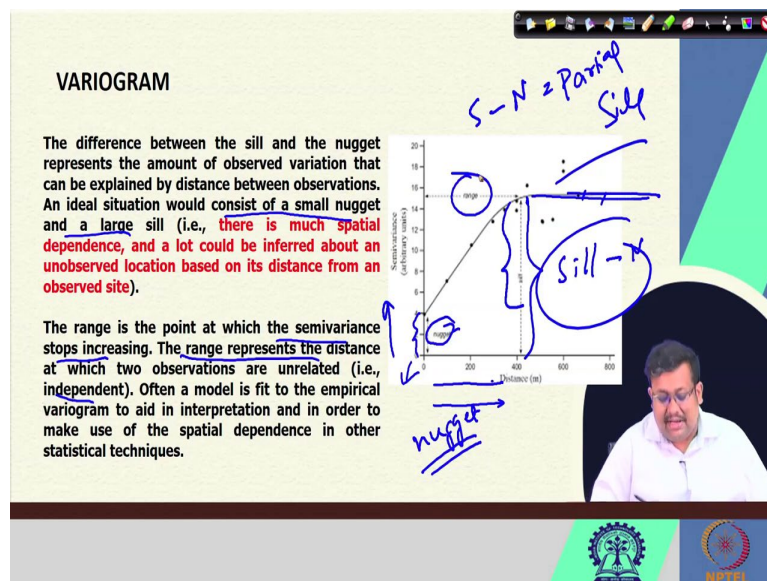 VARIOGRAM
S - N = Partial
Sill
The difference between the sill and the nugget
represents the amount of observed variation that
can be explained by distance between observations.
An ideal situation would consist of a small nugget
and a large sill (i.e., there is much spatial
dependence, and a lot could be inferred about an
unobserved location based on its distance from an
observed site).
The range is the point at which the semivariance
stops increasing. The range represents the distance
at which two observations are unrelated (i.e.,
independent). Often a model is fit to the empirical
variogram to aid in interpretation and in order to
make use of the spatial dependence in other
statistical techniques.
20
18
16
14
12
10
8
6
4
Semivariance
(arbitrary units)
range
sill
nugget
Sill - N
0 200 400 600 800
Distance (m)
nugget
NPTEL